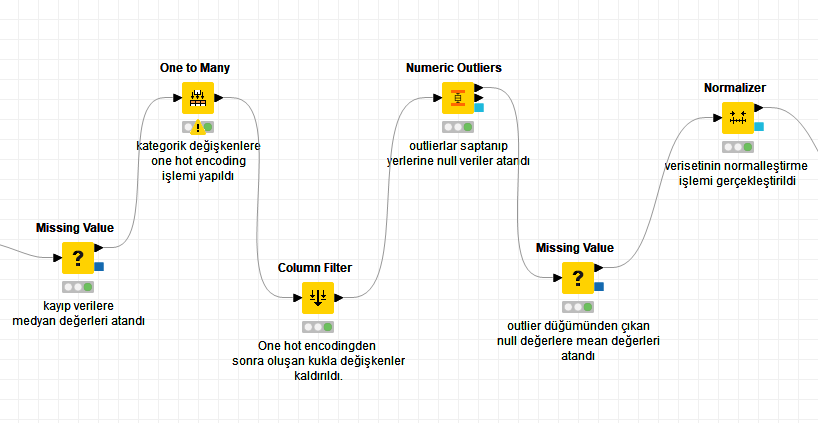 One to Many
kategorik değişkenlere
one hot encoding
işlemi yapıldı
Numeric Outliers
outlierlar saptanıp
yerlerine null veriler atandı
Normalizer
verisetinin normalleştirme
işlemi gerçekleştirildi
Missing Value
?
kayıp verilere
medyan değerleri atandı
Column Filter
One hot encodingden
sonra oluşan kukla değişkenler
kaldırıldı.
Missing Value
?
outlier düğümünden çıkan
null değerlere mean değerleri
atandı